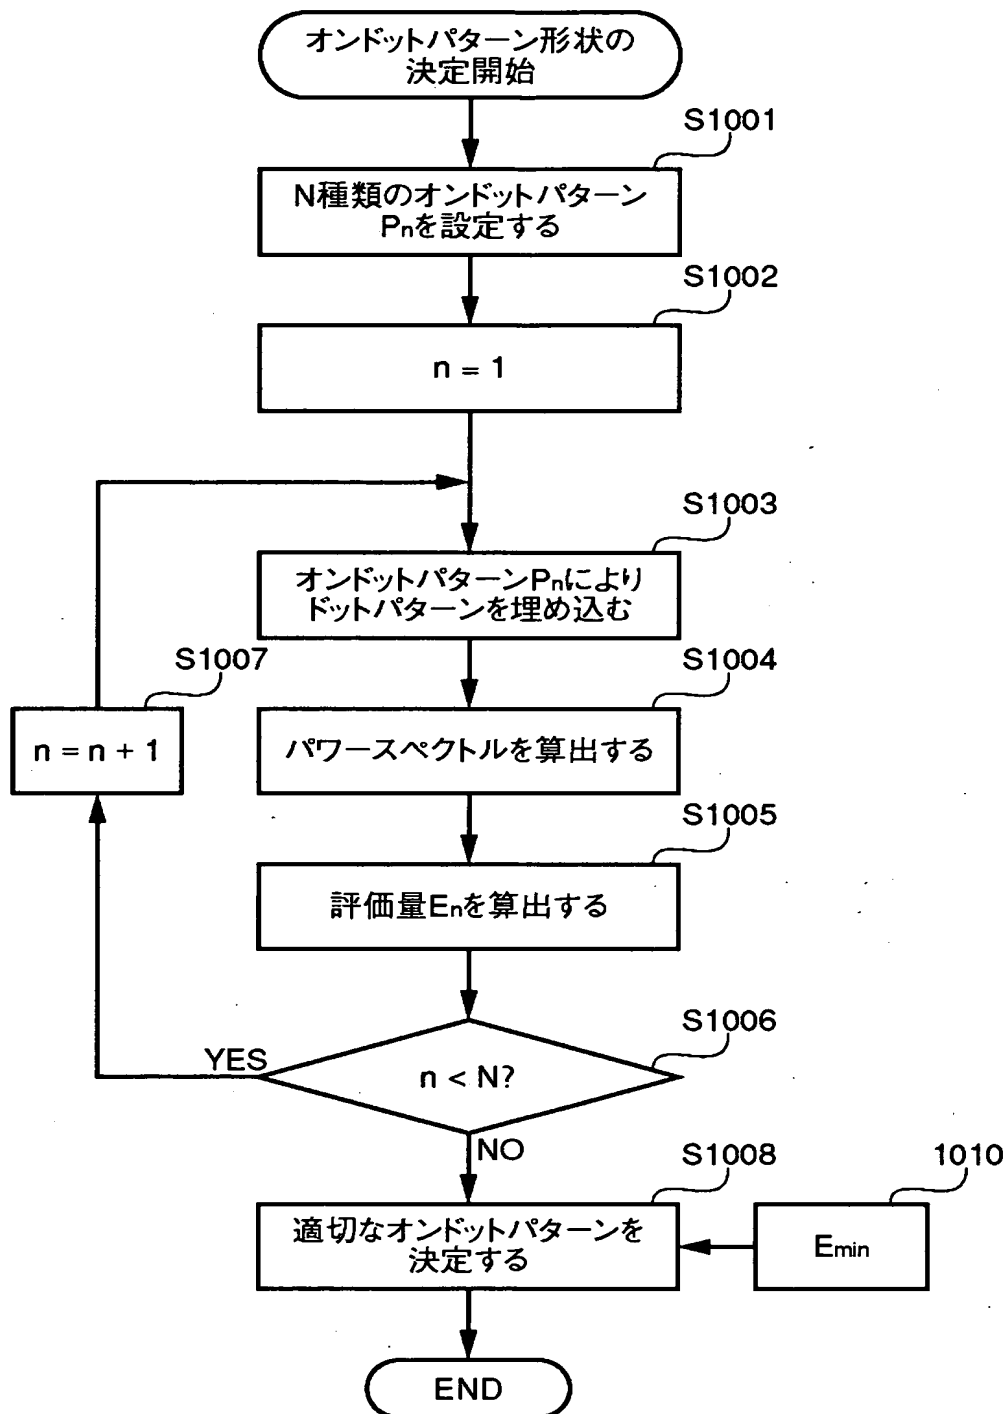 オンドットパターン形状の
決定開始
S1001
N種類のオンドットパターン
Pnを設定する
S1002
n = 1
S1003
オンドットパターンPnにより
ドットパターンを埋め込む
S1007
n = n + 1
S1004
パワースペクトルを算出する
S1005
評価量Enを算出する
S1006
YES
n < N?
NO
S1008
1010
適切なオンドットパターンを
決定する
Emin
END